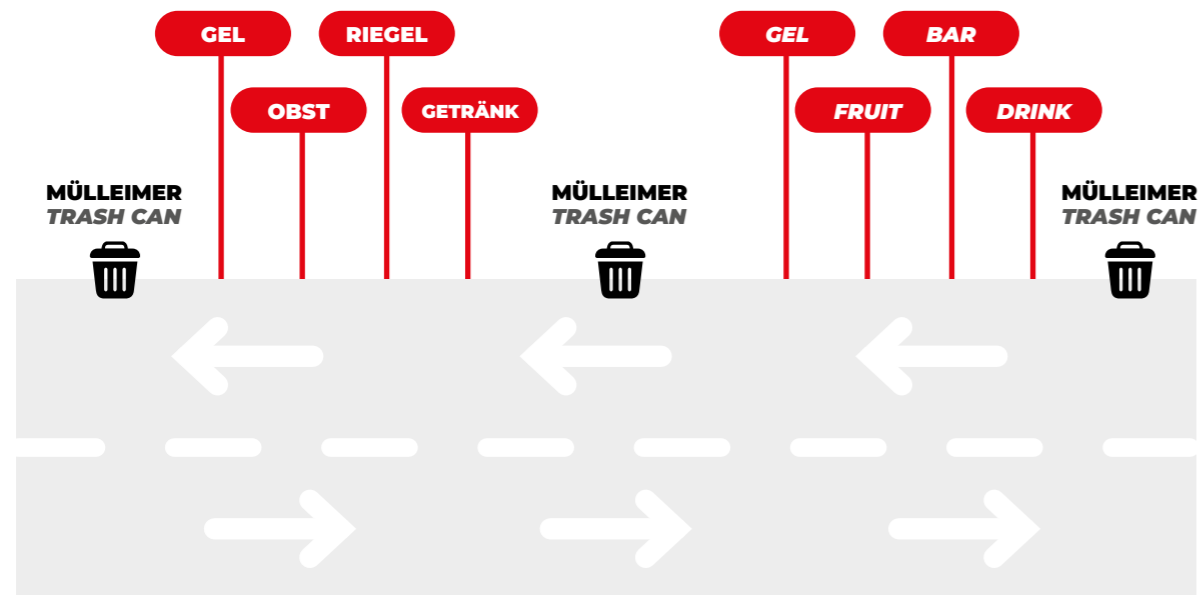 GEL
RIEGEL
GEL
BAR
OBST
GETRÄNK
FRUIT
DRINK
MÜLLEIMER
TRASH CAN
MÜLLEIMER
TRASH CAN
MÜLLEIMER
TRASH CAN